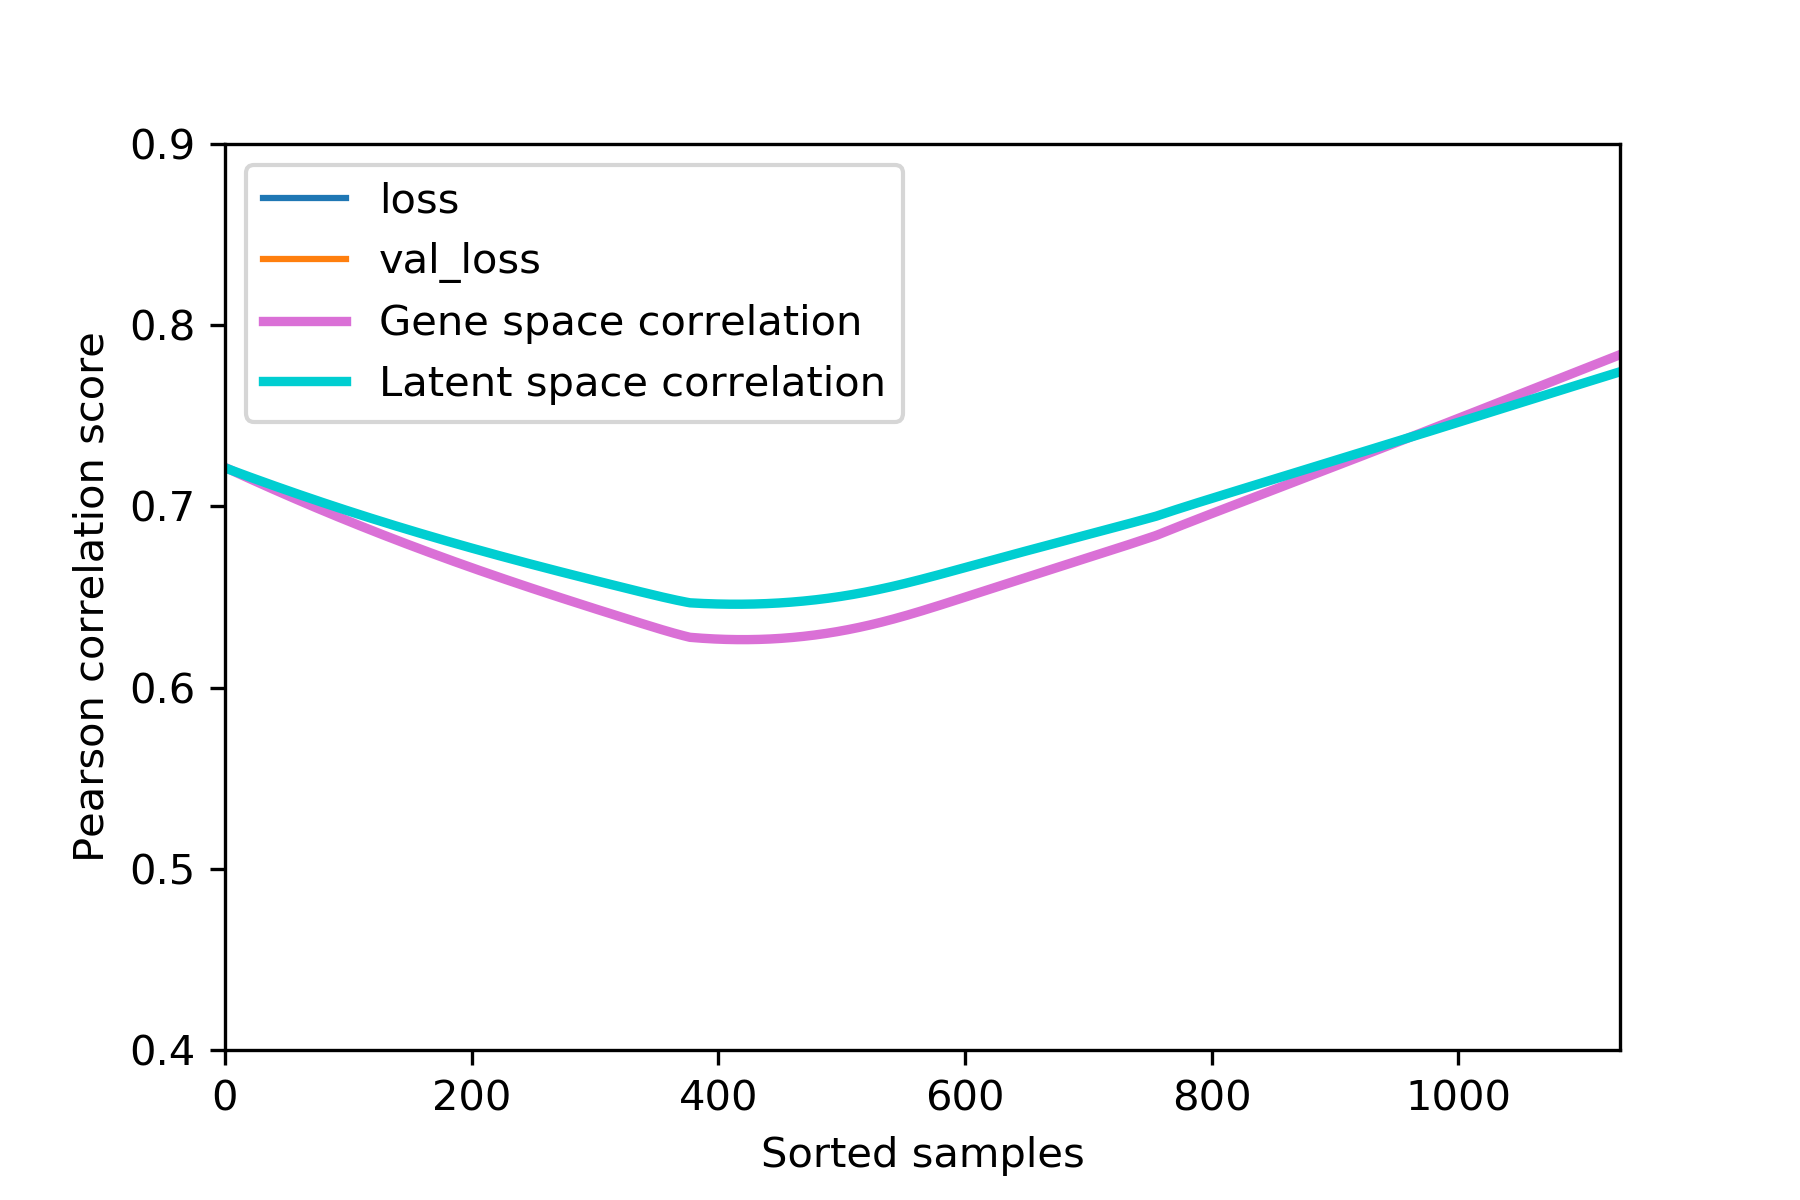 0.9
0.8
0.7
0.6
0.5
0.4
Pearson correlation score
loss
val_loss
Gene space correlation
Latent space correlation
0 200 400 600 800 1000
Sorted samples